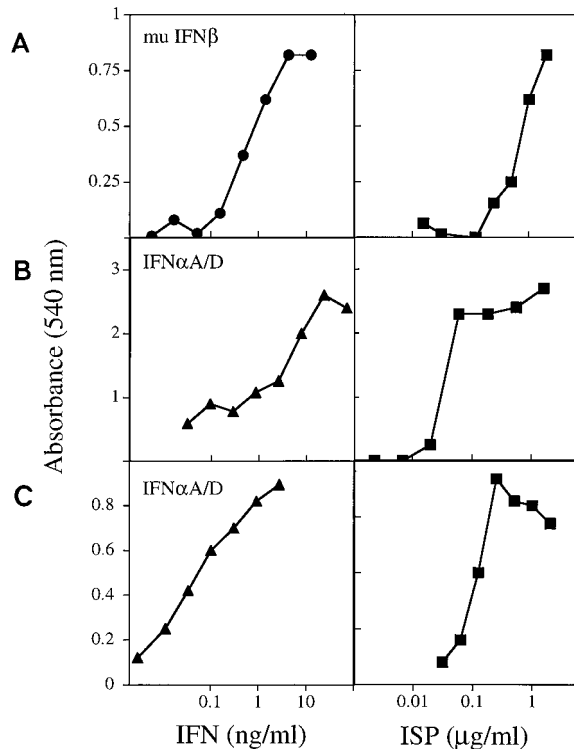 A
mu IFNβ
1
0.75
0.5
0.25
B
IFNαA/D
3
2
1
Absorbance (540 nm)
C
IFNαA/D
0.8
0.6
0.4
0.2
0
0.1 1 10
0.01 0.1 1
IFN (ng/ml)
ISP (μg/ml)